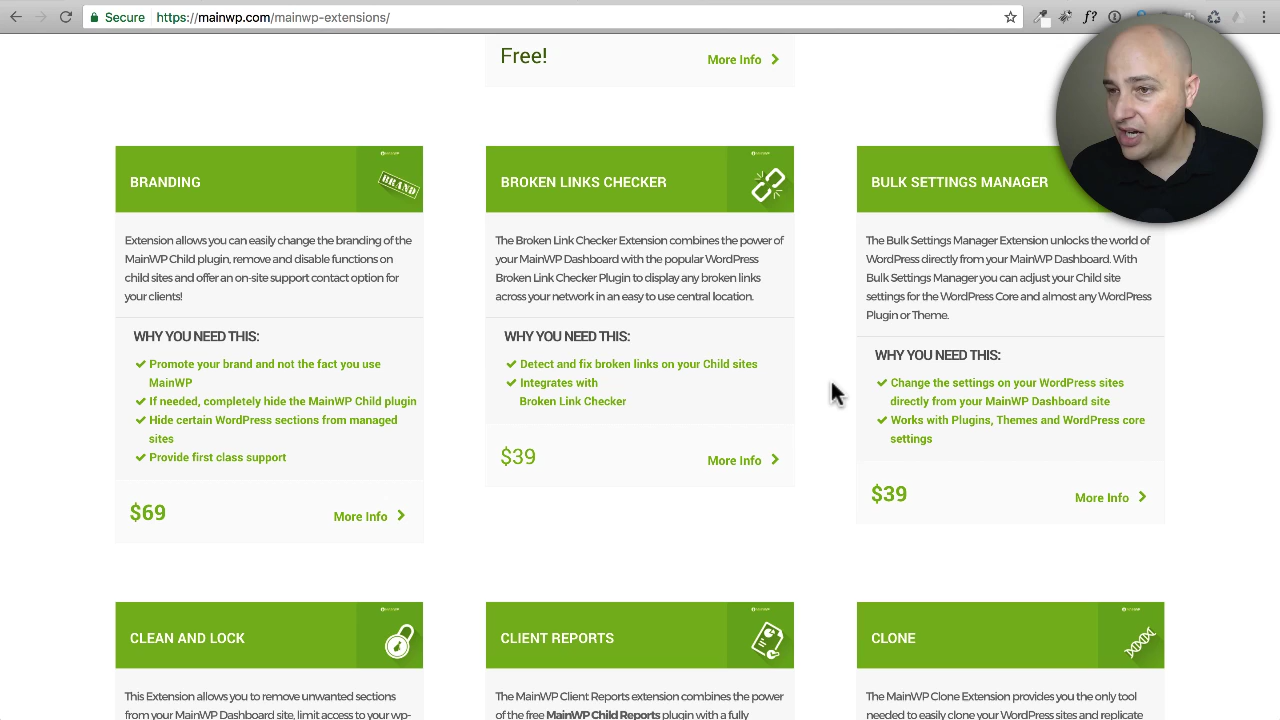 Secure https://mainwp.com/mainwp-extensions/
Free!
More Info
BRANDING
BRAND
Extension allows you can easily change the branding of the
MainWP Child plugin, remove and disable functions on
child sites and offer an on-site support contact option for
your clients!
WHY YOU NEED THIS:
Promote your brand and not the fact you use
MainWP
If needed, completely hide the MainWP Child plugin
Hide certain WordPress sections from managed
sites
Provide first class support
$69
More Info
BROKEN LINKS CHECKER
The Broken Link Checker Extension combines the power of
your MainWP Dashboard with the popular WordPress
Broken Link Checker Plugin to display any broken links
across your network in an easy to use central location.
WHY YOU NEED THIS:
Detect and fix broken links on your Child sites
Integrates with
Broken Link Checker
$39
More Info
BULK SETTINGS MANAGER
The Bulk Settings Manager Extension unlocks the world of
WordPress directly from your MainWP Dashboard. With
Bulk Settings Manager you can adjust your Child site
settings for the WordPress Core and almost any WordPress
Plugin or Theme.
WHY YOU NEED THIS:
Change the settings on your WordPress sites
directly from your MainWP Dashboard site
Works with Plugins, Themes and WordPress core
settings
$39
More Info
CLEAN AND LOCK
This Extension allows you to remove unwanted sections
from your MainWP Dashboard site, limit access to your wp-
CLIENT REPORTS
The MainWP Client Reports extension combines the power
of the free MainWP Child Reports plugin with a fully
CLONE
The MainWP Clone Extension provides you the only tool
needed to easily clone your WordPress sites and replicate